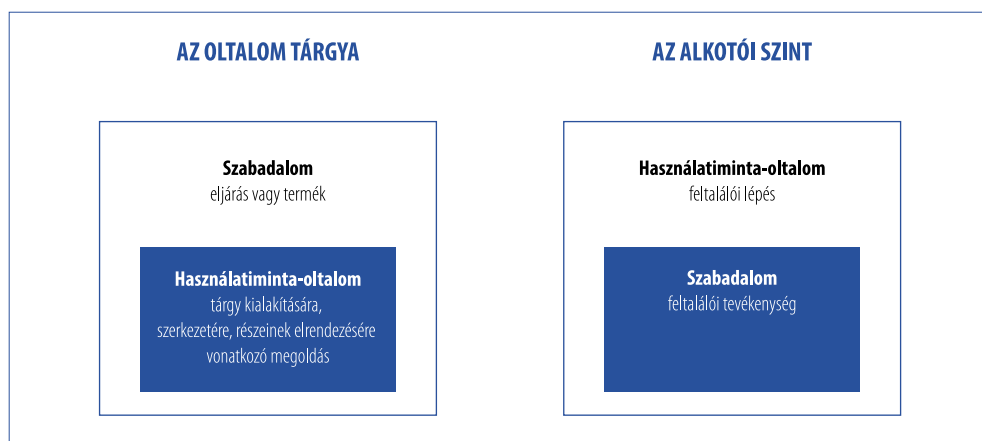 AZ OLTALOM TÁRGYA
Szabadalom
eljárás vagy termék
Használatiminta-oltalom
tárgy kialakítására,
szerkezetére, részeinek elrendezésére
vonatkozó megoldás
AZ ALKOTÓI SZINT
Használatiminta-oltalom
feltalálói lépés
Szabadalom
feltalálói tevékenység